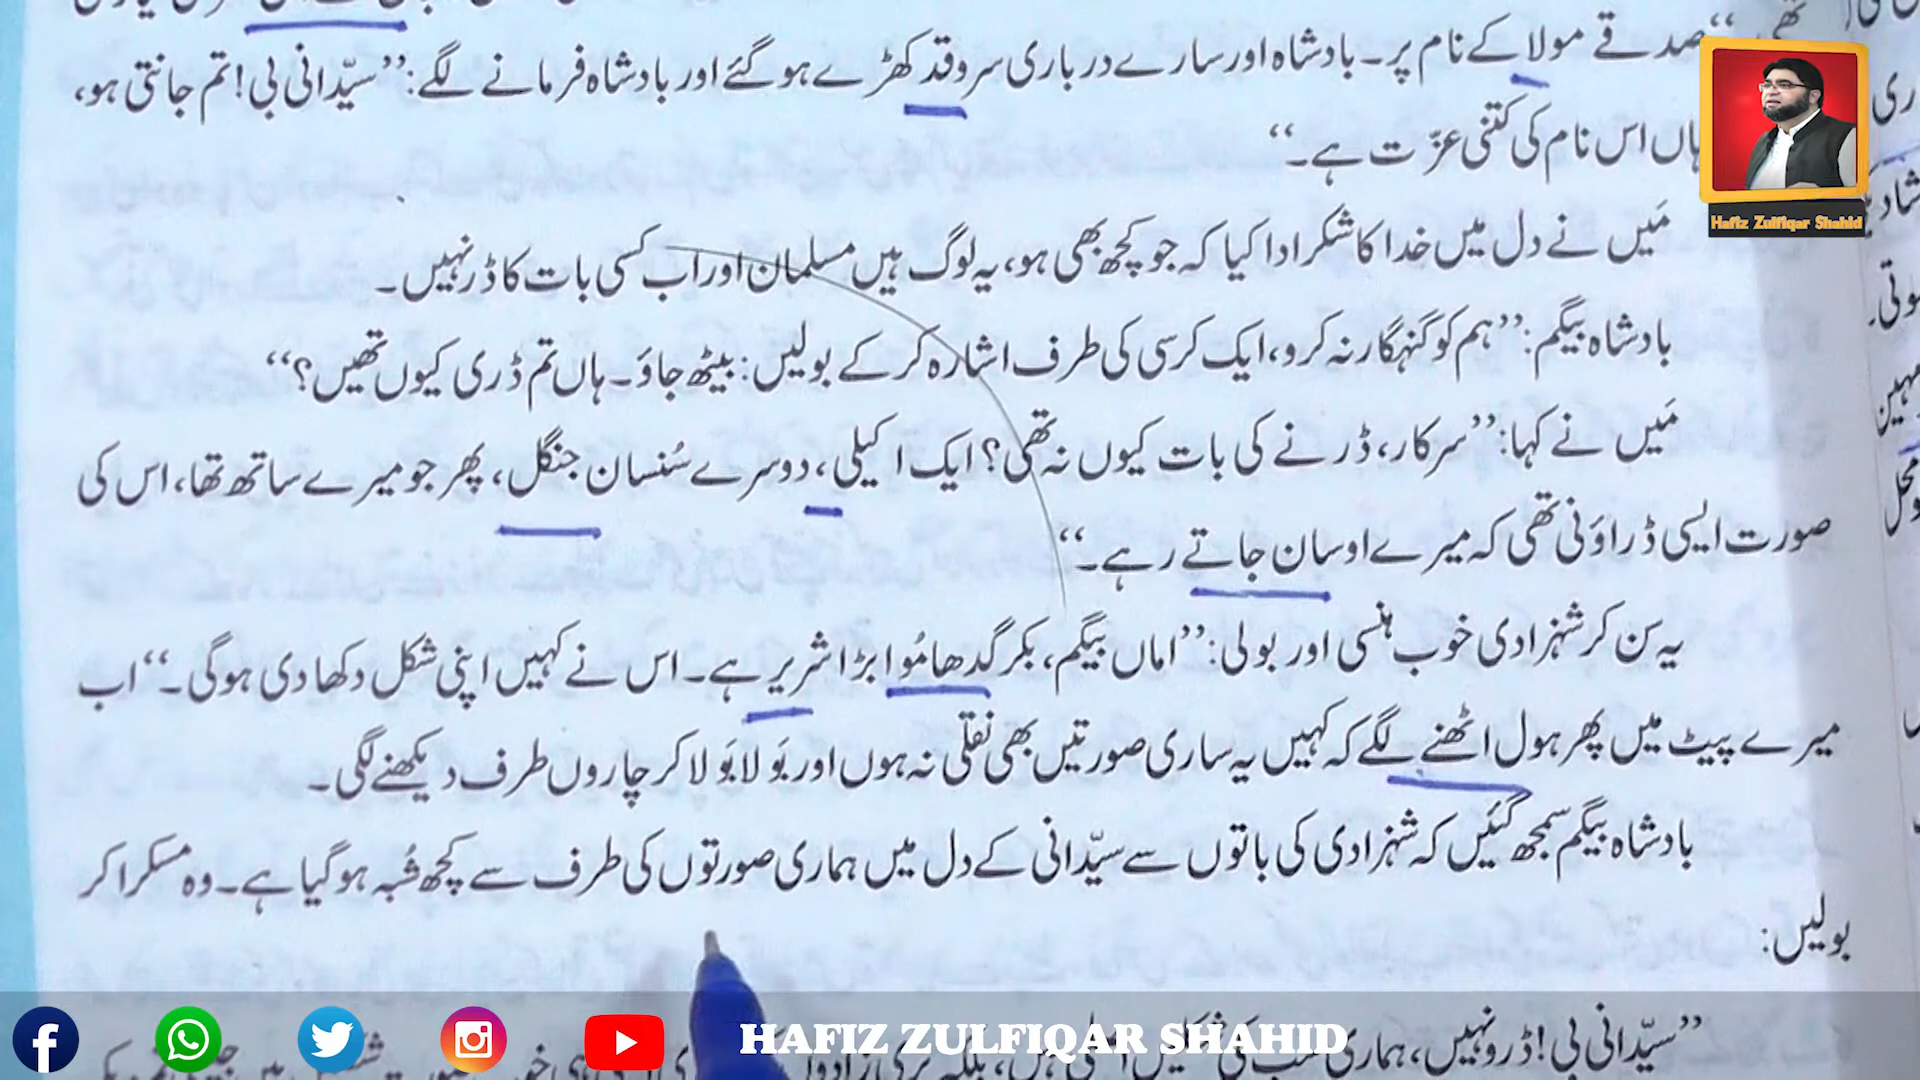 صدقے مولا کے نام پر۔ بادشاہ اور سارے درباری سروقد کھڑے ہوگئے اور بادشاہ فرمانے لگے: ’’سیّدانی بی! تم جانتی ہو،
ہاں اس نام کی کتنی عزّت ہے۔‘‘
مَیں نے دل میں خدا کا شکر ادا کیا کہ جو کچھ بھی ہو، یہ لوگ ہیں مسلمان اور اب کسی بات کا ڈر نہیں۔
بادشاہ بیگم: ’’ہم کو گنہگار نہ کرو، ایک کرسی کی طرف اشارہ کر کے بولیں: بیٹھ جاؤ۔ ہاں تم ڈری کیوں تھیں؟‘‘
مَیں نے کہا: ’’سرکار، ڈرنے کی بات کیوں نہ تھی؟ ایک اکیلی، دوسرے سُنسان جنگل، پھر جو میرے ساتھ تھا، اس کی
صورت ایسی ڈراؤنی تھی کہ میرے اوسان جاتے رہے۔‘‘
یہ سن کر شہزادی خوب ہنسی اور بولی: ’’اماں بیگم، بکر گدھا مُوا بڑا شریر ہے۔ اس نے کہیں اپنی شکل دکھا دی ہوگی۔‘‘ اب
میرے پیٹ میں پھر ہول اٹھنے لگے کہ کہیں یہ ساری صورتیں بھی نقلی نہ ہوں اور بَولا بَولا کر چاروں طرف دیکھنے لگی۔
بادشاہ بیگم سمجھ گئیں کہ شہزادی کی باتوں سے سیّدانی کے دل میں ہماری صورتوں کی طرف سے کچھ شُبہ ہوگیا ہے۔ وہ مسکرا کر
بولیں:
’’سیّدانی بی! ڈرو نہیں، ہماری
Hafiz Zulfiqar Shahid
HAFIZ ZULFIQAR SHAHID